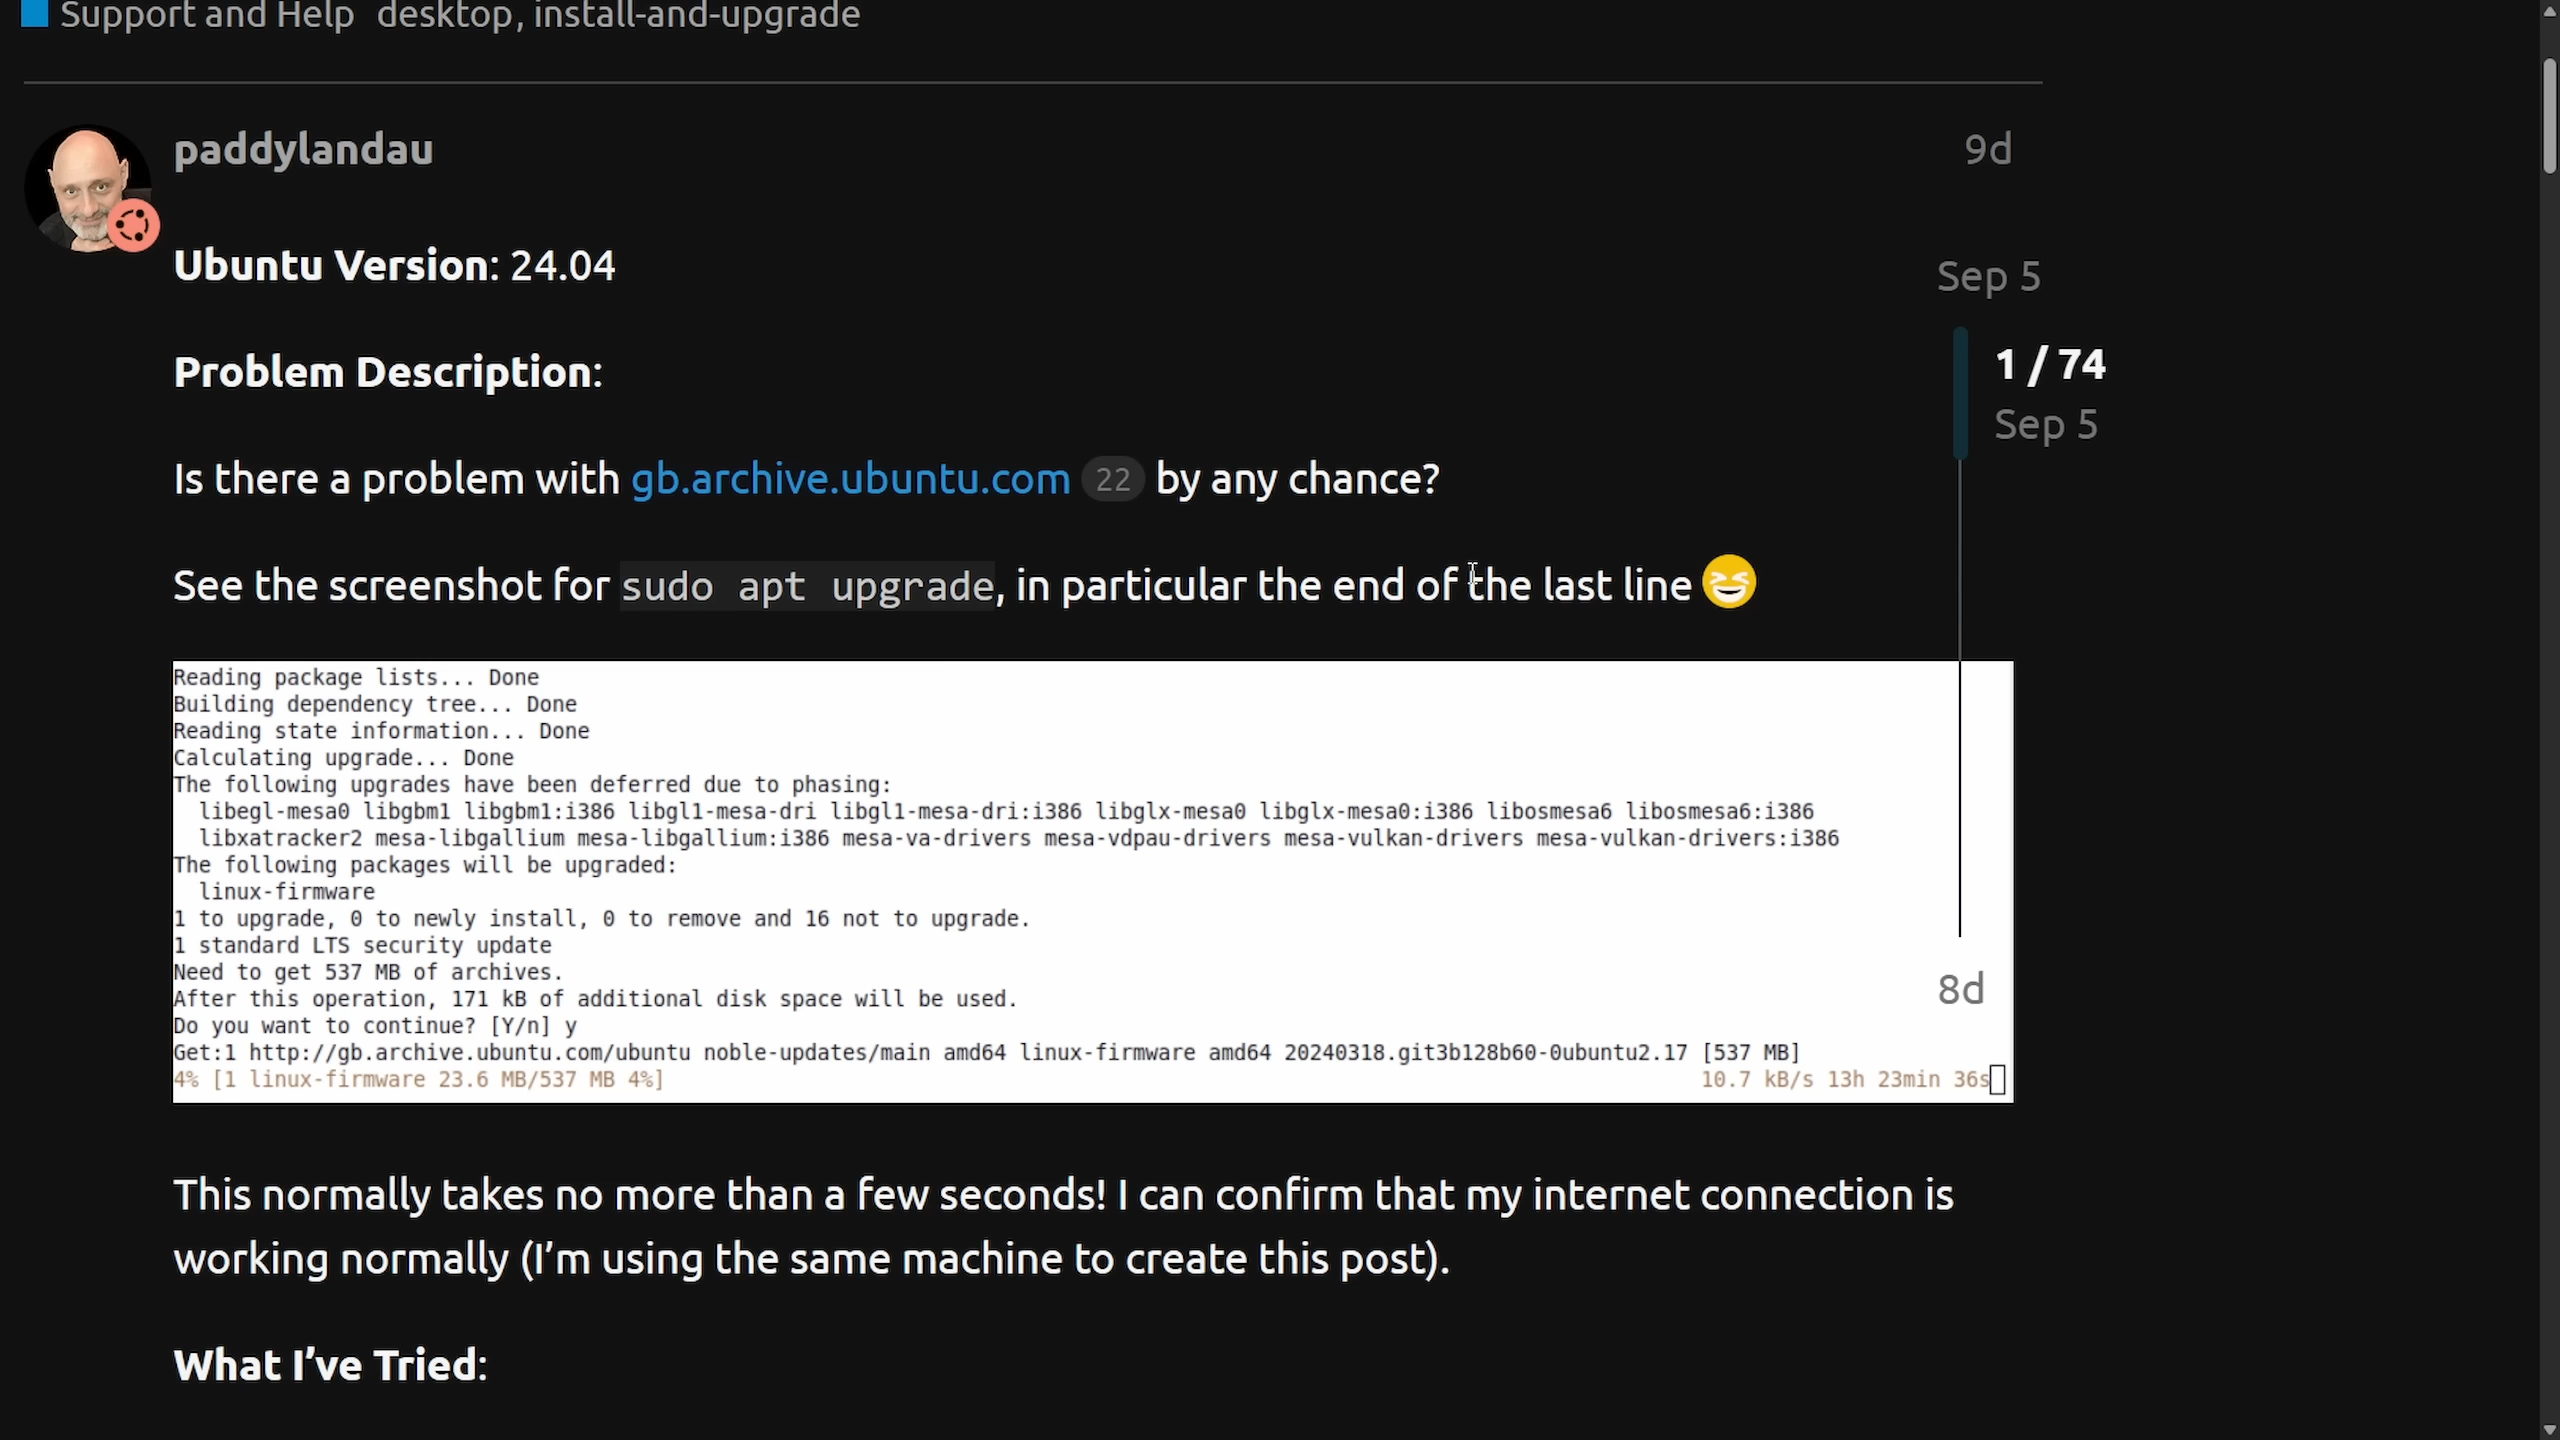 Support and Help desktop, install-and-upgrade
paddylandau
9d
Ubuntu Version: 24.04
Sep 5
Problem Description:
1 / 74
Sep 5
Is there a problem with gb.archive.ubuntu.com 22 by any chance?
See the screenshot for sudo apt upgrade, in particular the end of the last line
Reading package lists... Done
Building dependency tree... Done
Reading state information... Done
Calculating upgrade... Done
The following upgrades have been deferred due to phasing:
libegl-mesa0 libgbm1 libgbm1:i386 libgl1-mesa-dri libgl1-mesa-dri:i386 libglx-mesa0 libglx-mesa0:i386 libosmesa6 libosmesa6:i386
libxatracker2 mesa-libgallium mesa-libgallium:i386 mesa-va-drivers mesa-vdpau-drivers mesa-vulkan-drivers mesa-vulkan-drivers:i386
The following packages will be upgraded:
linux-firmware
1 to upgrade, 0 to newly install, 0 to remove and 16 not to upgrade.
1 standard LTS security update
Need to get 537 MB of archives.
After this operation, 171 kB of additional disk space will be used.
8d
Do you want to continue? [Y/n] y
Get:1 http://gb.archive.ubuntu.com/ubuntu noble-updates/main amd64 linux-firmware amd64 20240318.git3b128b60-0ubuntu2.17 [537 MB]
4% [1 linux-firmware 23.6 MB/537 MB 4%] 10.7 kB/s 13h 23min 36s
This normally takes no more than a few seconds! I can confirm that my internet connection is
working normally (I’m using the same machine to create this post).
What I’ve Tried: